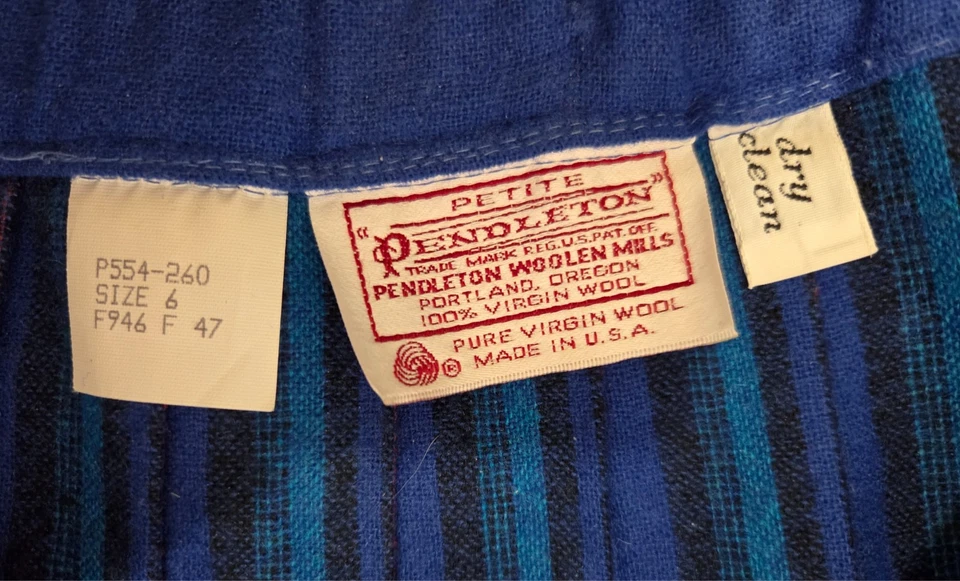 P554-260
SIZE 6
F946 F 47
PETITE
"PENDLETON"
TRADE MARK REG. U.S. PAT. OFF.
PENDLETON WOOLEN MILLS
PORTLAND, OREGON
100% VIRGIN WOOL
PURE VIRGIN WOOL
® MADE IN U.S.A.
dry
clean